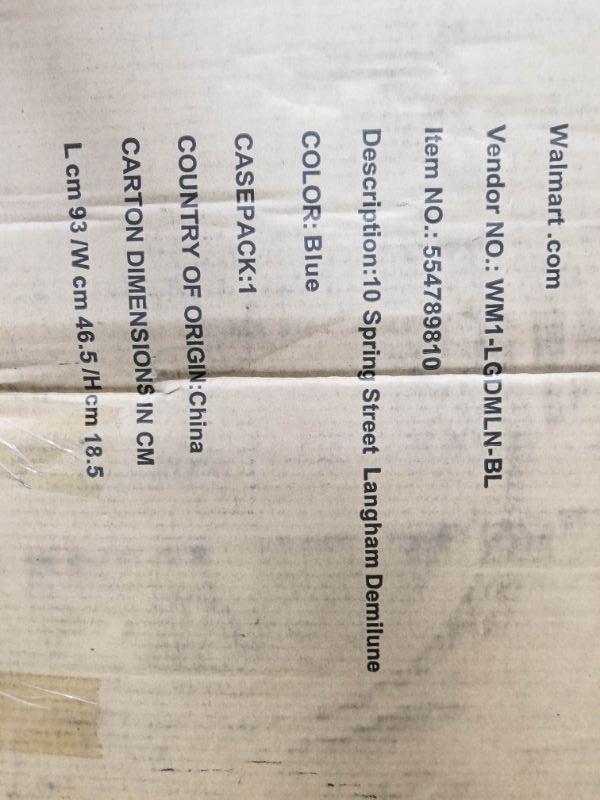 Walmart .com
Vendor NO.: WM1-LGDMLN-BL
Item NO.: 554789810
Description:10 Spring Street Langham Demilune
COLOR: Blue
CASEPACK:1
COUNTRY OF ORIGIN:China
CARTON DIMENSIONS IN CM
L cm 93 /W cm 46.5 /H cm 18.5